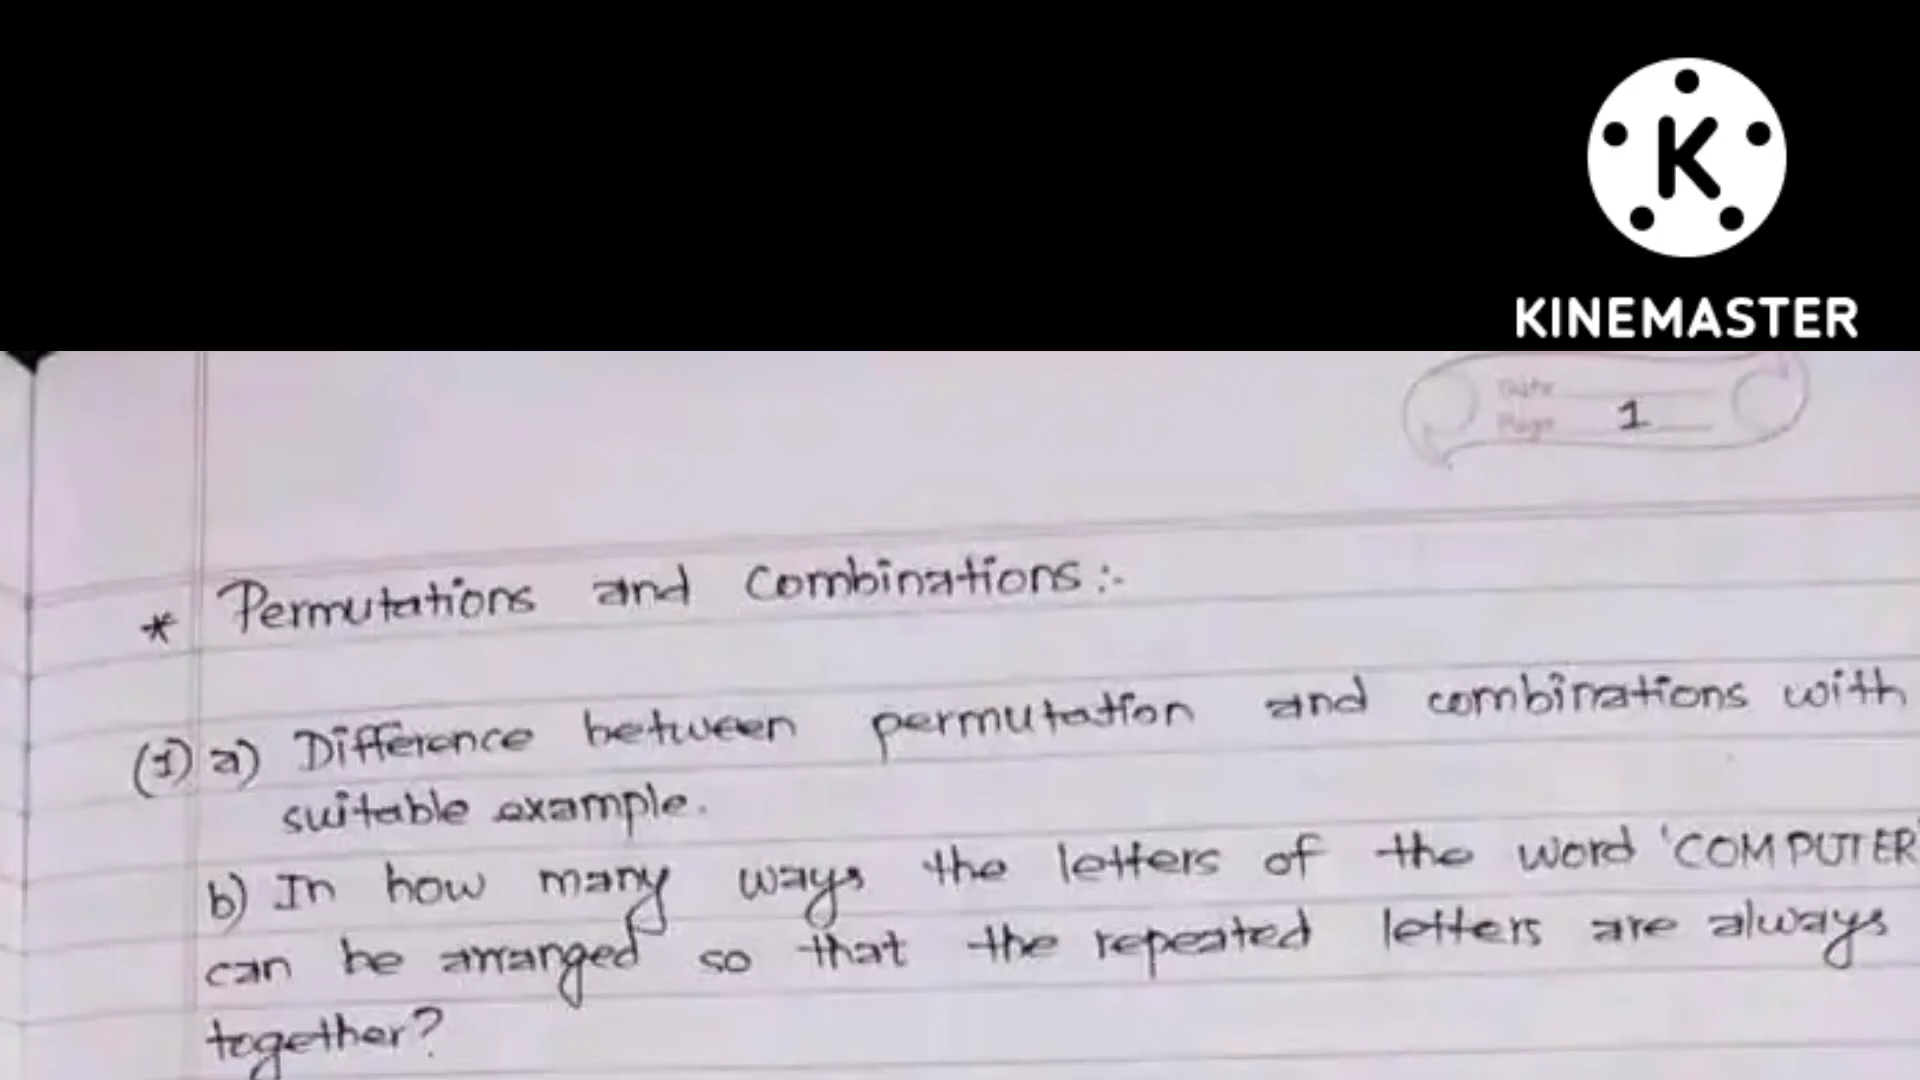 K
KINEMASTER
Date
Page 1
* Permutations and Combinations :-
(1) a) Difference between permutation and combinations with
suitable example.
b) In how many ways the letters of the word 'COMPUTER'
can be arranged so that the repeated letters are always
together?